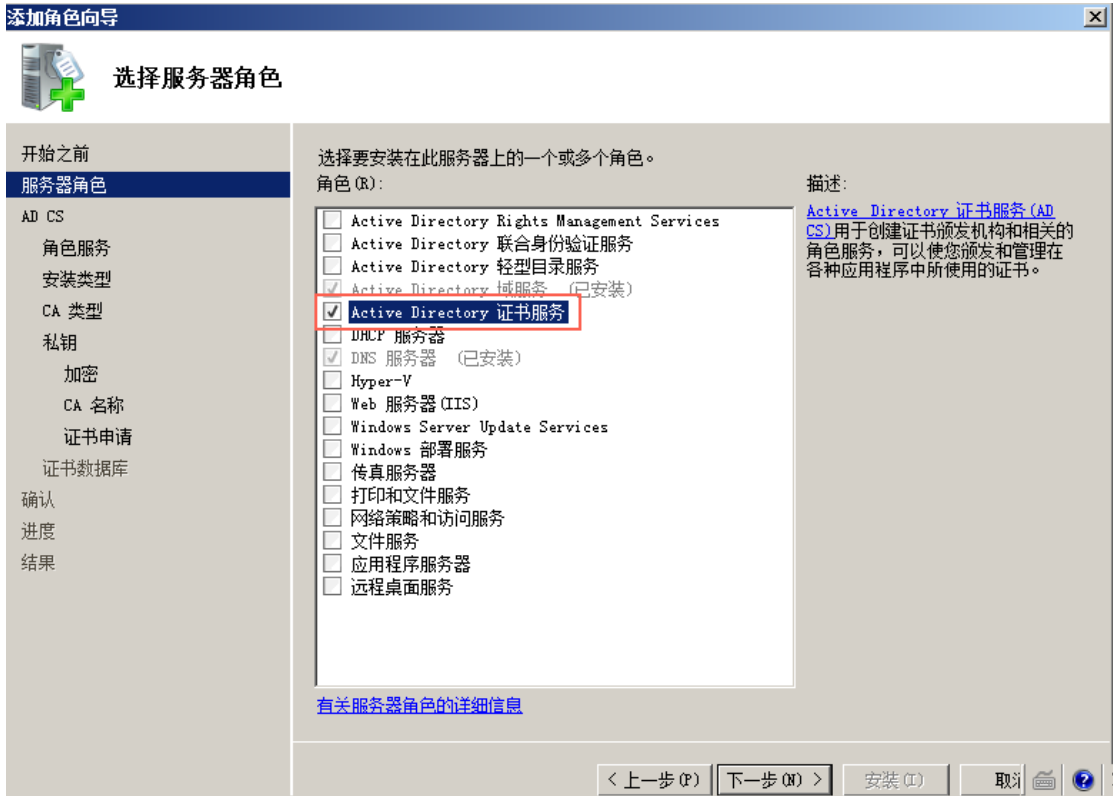 添加角色向导
选择服务器角色
开始之前
服务器角色
AD CS
角色服务
安装类型
CA 类型
私钥
加密
CA 名称
证书申请
证书数据库
确认
进度
结果
选择要安装在此服务器上的一个或多个角色。
角色(R):
Active Directory Rights Management Services
Active Directory 联合身份验证服务
Active Directory 轻型目录服务
Active Directory 域服务 (已安装)
Active Directory 证书服务
DHCP 服务器
DNS 服务器 (已安装)
Hyper-V
Web 服务器(IIS)
Windows Server Update Services
Windows 部署服务
传真服务器
打印和文件服务
网络策略和访问服务
文件服务
应用程序服务器
远程桌面服务
有关服务器角色的详细信息
描述:
Active Directory 证书服务(AD
CS)用于创建证书颁发机构和相关的
角色服务，可以使您颁发和管理在
各种应用程序中所使用的证书。
< 上一步(P)
下一步(N) >
安装(I)
取